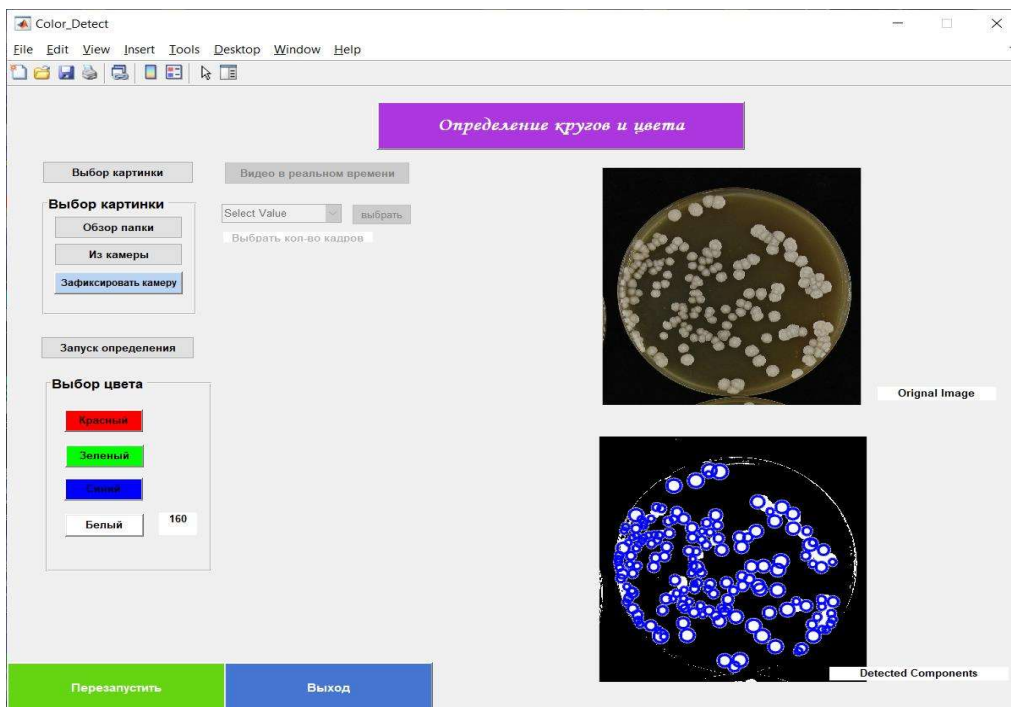 Color_Detect
File Edit View Insert Tools Desktop Window Help
Определение кругов и цвета
Выбор картинки
Видео в реальном времени
Выбор картинки
Обзор папки
Из камеры
Зафиксировать камеру
Select Value
выбрать
Выбрать кол-во кадров
Запуск определения
Выбор цвета
Красный
Зеленый
Синий
Белый
160
Orignal Image
Detected Components
Перезапустить
Выход